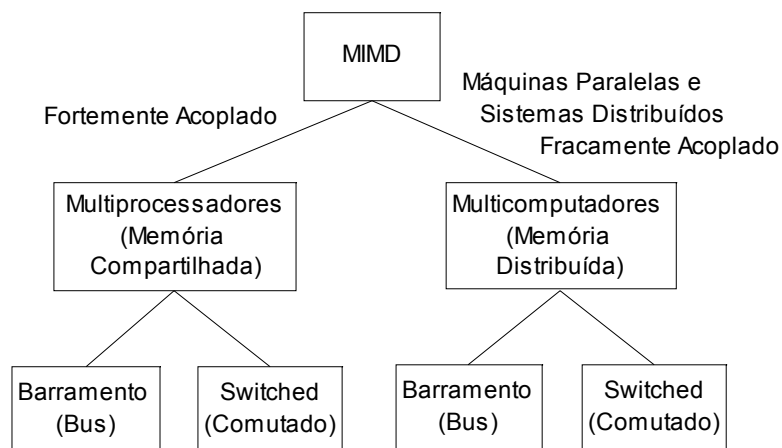 MIMD
Máquinas Paralelas e
Sistemas Distribuídos
Fortemente Acoplado
Fracamente Acoplado
Multiprocessadores
(Memória
Compartilhada)
Multicomputadores
(Memória
Distribuída)
Barramento
(Bus)
Switched
(Comutado)
Barramento
(Bus)
Switched
(Comutado)